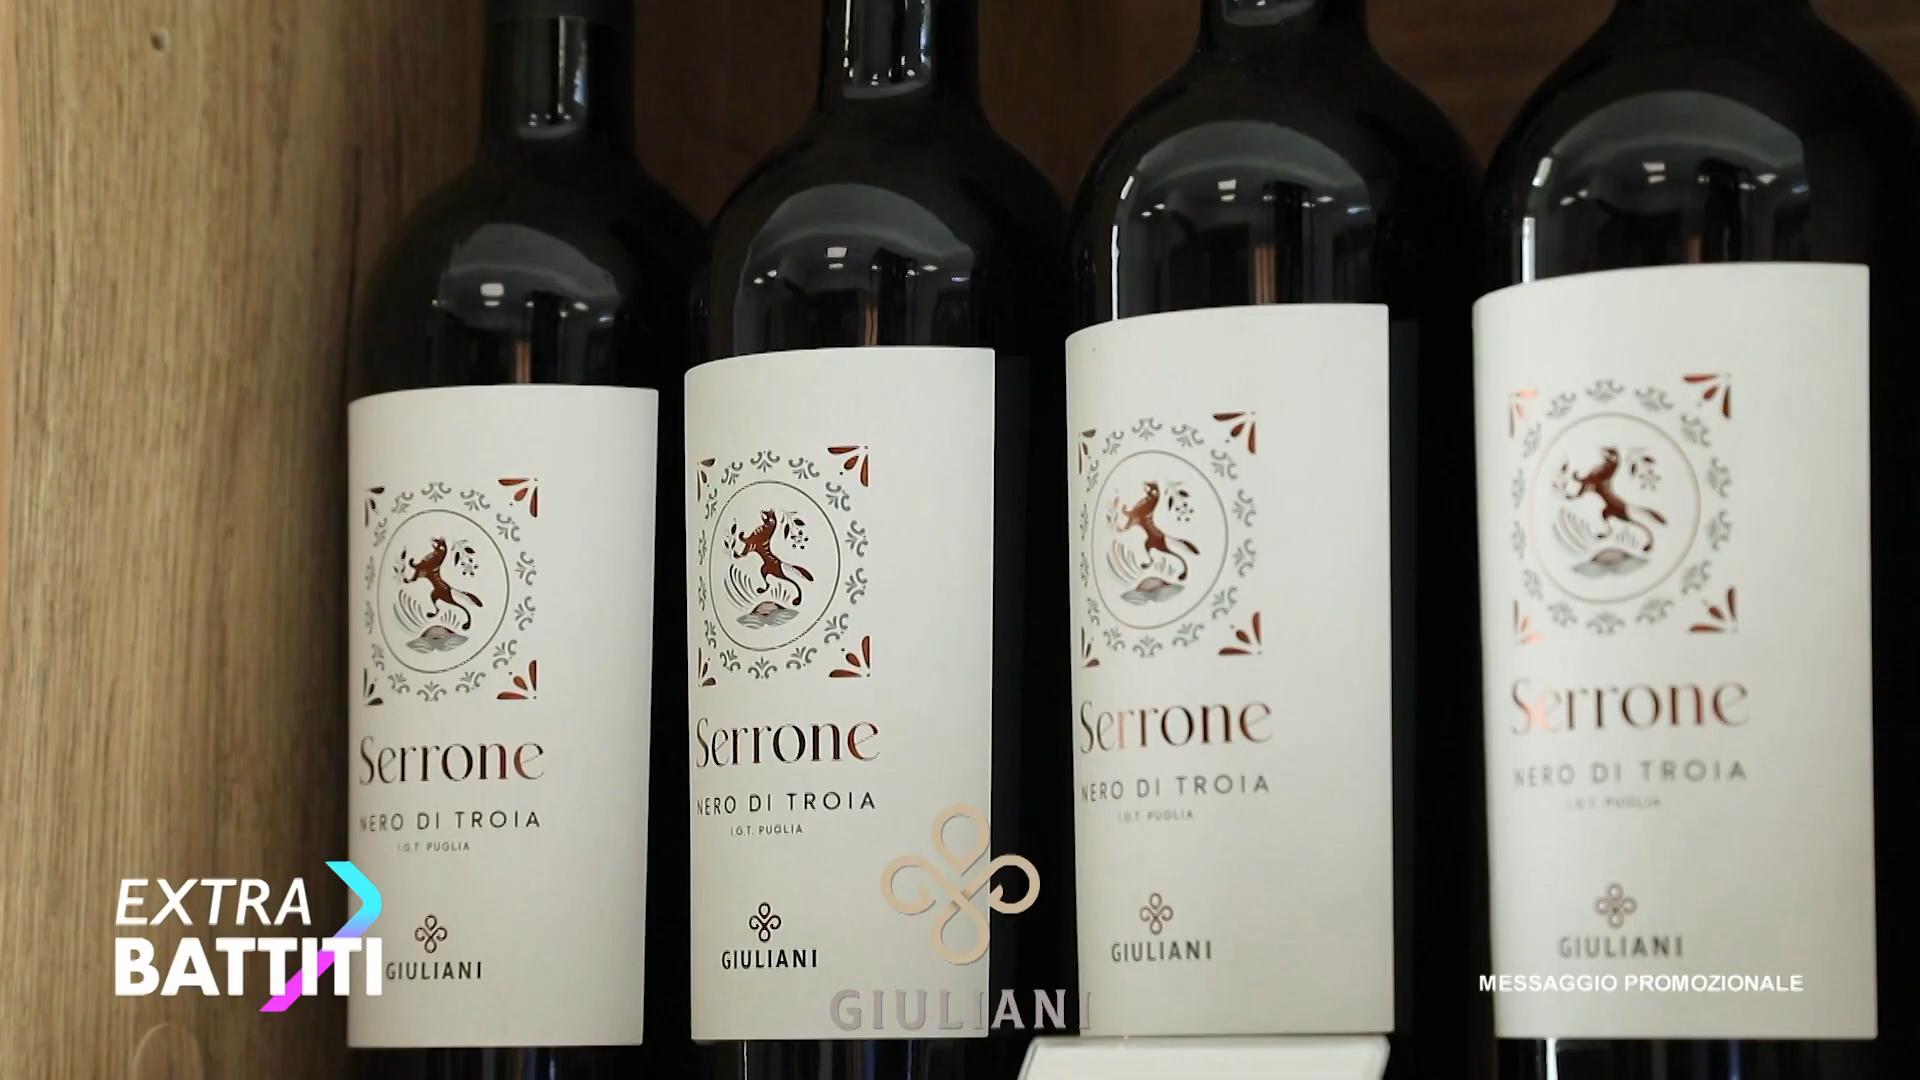 Serrone
NERO DI TROIA
I.G.T. PUGLIA
GIULIANI
Serrone
NERO DI TROIA
I.G.T. PUGLIA
GIULIANI
Serrone
NERO DI TROIA
I.G.T. PUGLIA
GIULIANI
Serrone
NERO DI TROIA
I.G.T. PUGLIA
GIULIANI
EXTRA
BATTITI
GIULIANI
MESSAGGIO PROMOZIONALE